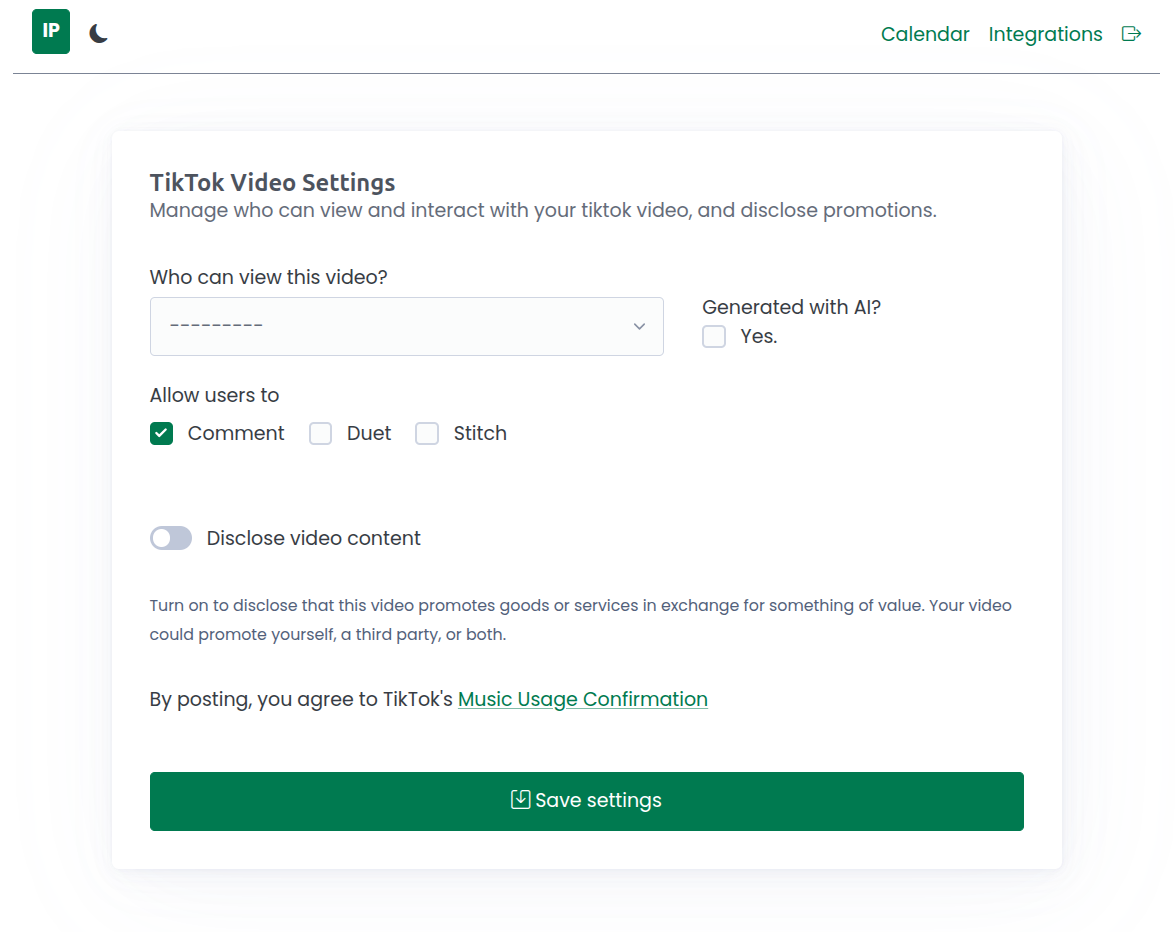 IP
Calendar Integrations
TikTok Video Settings
Manage who can view and interact with your tiktok video, and disclose promotions.
Who can view this video?
---------
Generated with AI?
Yes.
Allow users to
Comment Duet Stitch
Disclose video content
Turn on to disclose that this video promotes goods or services in exchange for something of value. Your video
could promote yourself, a third party, or both.
By posting, you agree to TikTok's Music Usage Confirmation
Save settings